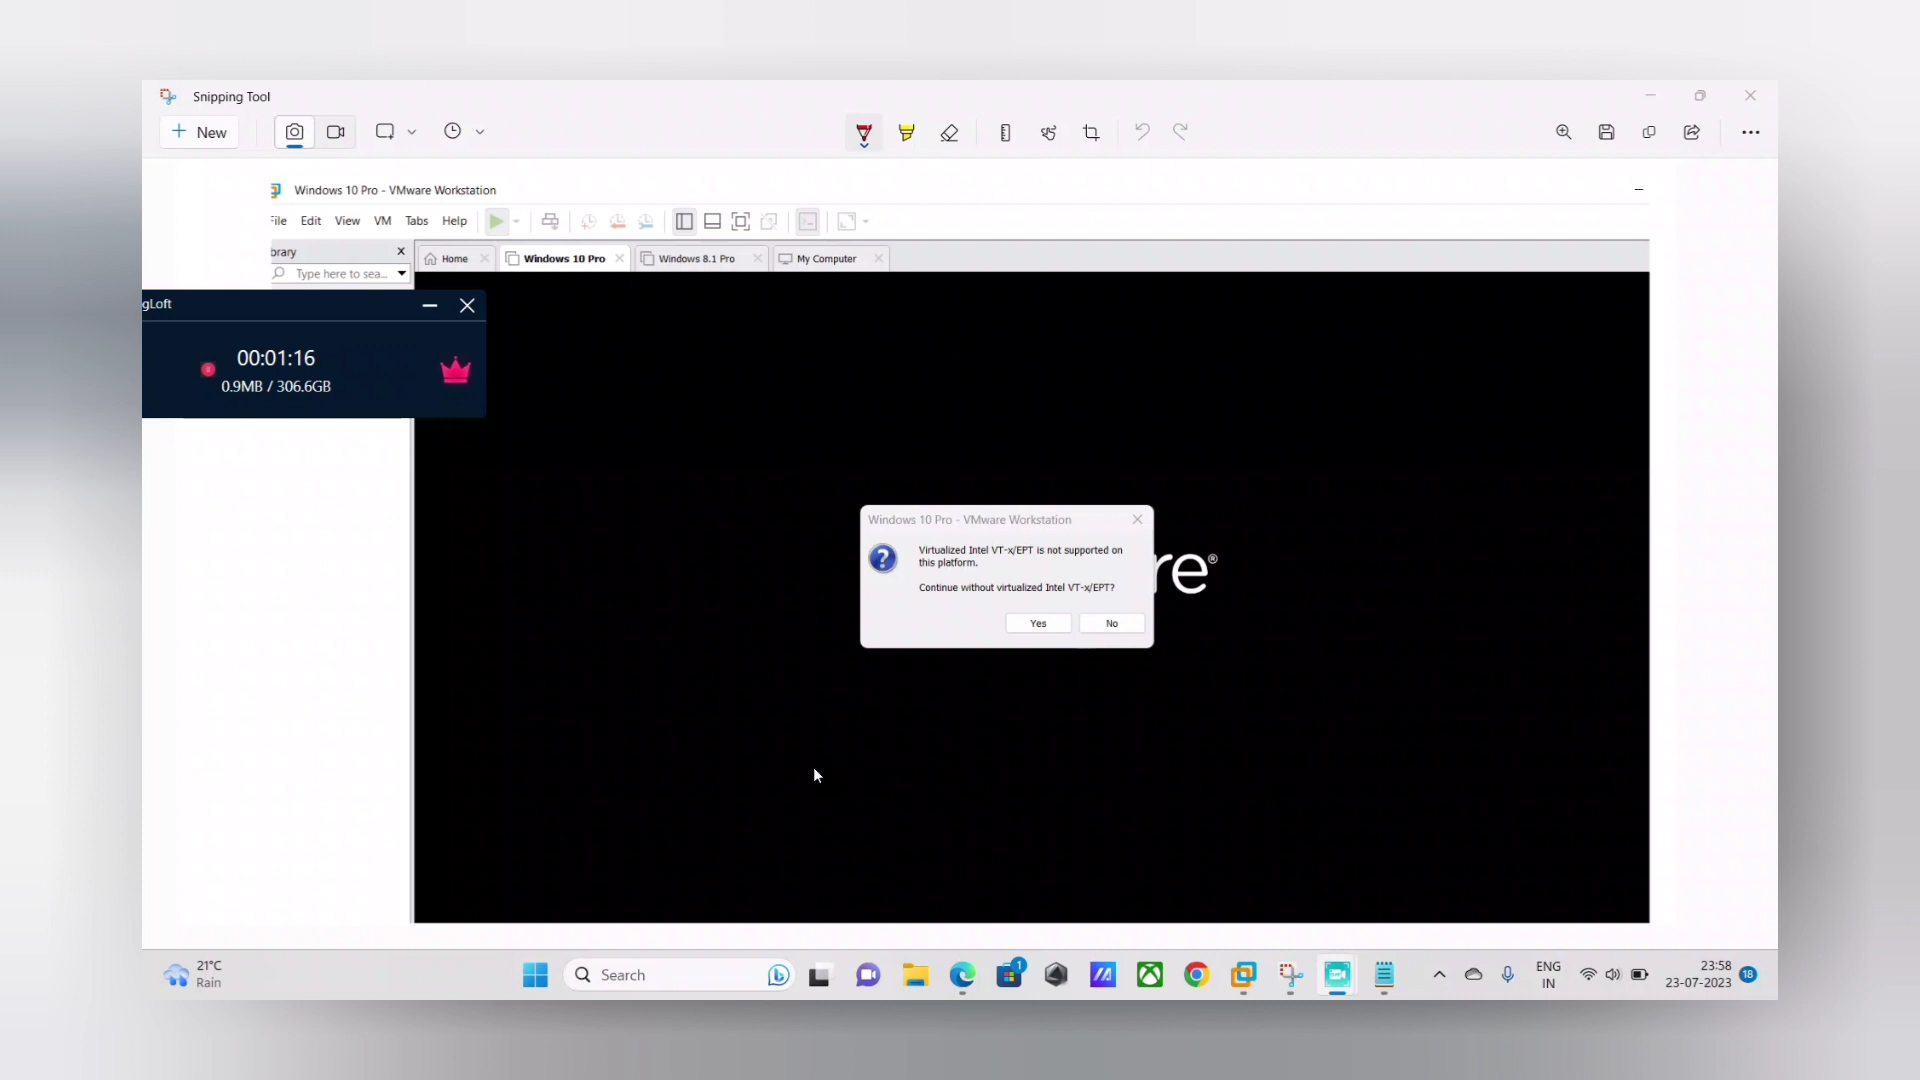 Snipping Tool
New
Windows 10 Pro - VMware Workstation
File Edit View VM Tabs Help
brary
Type here to sea...
Home
Windows 10 Pro
Windows 8.1 Pro
My Computer
gLoft
00:01:16
0.9MB / 306.6GB
Windows 10 Pro - VMware Workstation
Virtualized Intel VT-x/EPT is not supported on
this platform.
Continue without virtualized Intel VT-x/EPT?
Yes No
re®
21°C
Rain
Search
1
ENG
IN
23:58
23-07-2023
18